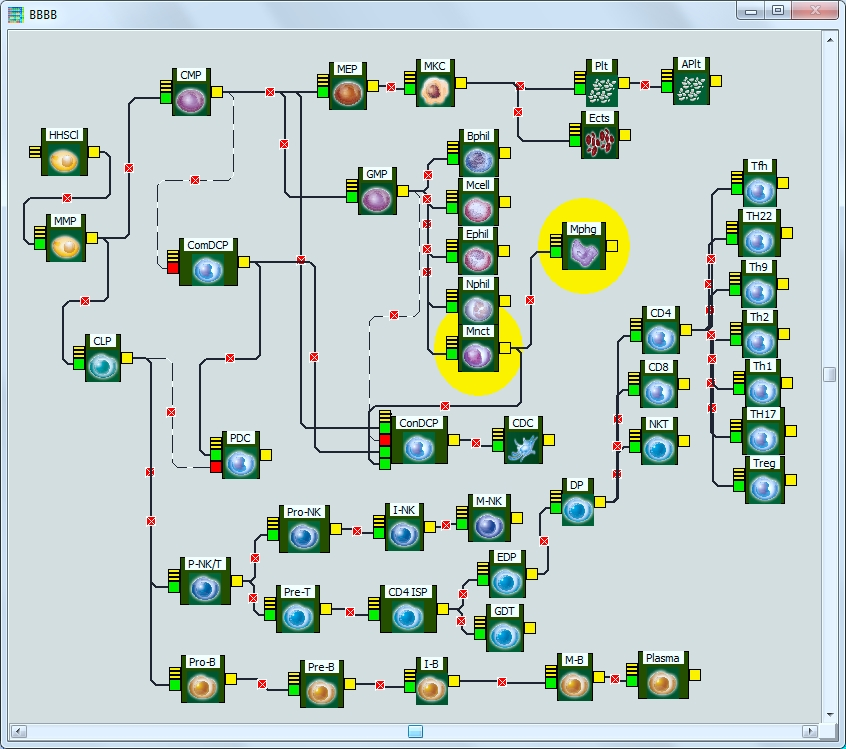 BBBB
CMP
MEP
MKC
Plt
APlt
Ects
HHSCl
GMP
Bphil
Mcell
Ephil
Nphil
Mnct
Mphg
MMP
ComDCP
CLP
PDC
ConDCP
CDC
Tfh
TH22
Th9
Th2
Th1
TH17
Treg
CD4
CD8
NKT
DP
Pro-NK
I-NK
M-NK
P-NK/T
Pre-T
CD4 ISP
EDP
GDT
Pro-B
Pre-B
I-B
M-B
Plasma